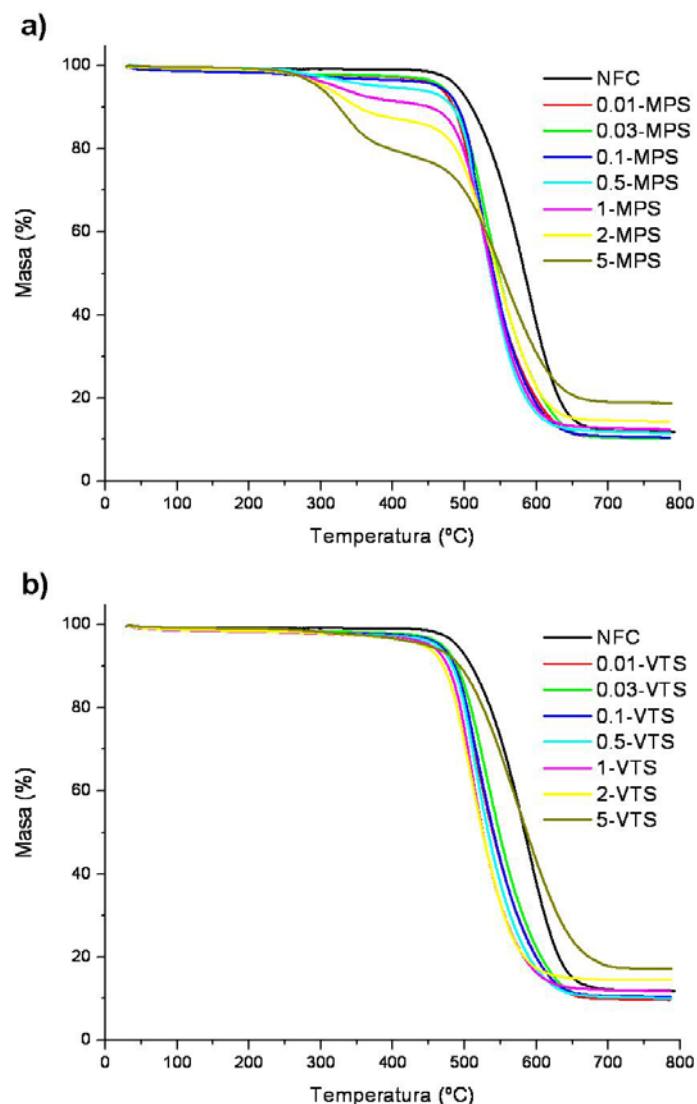 a)
100
80
60
40
20
0
Masa (%)
NFC
0.01-MPS
0.03-MPS
0.1-MPS
0.5-MPS
1-MPS
2-MPS
5-MPS
0 100 200 300 400 500 600 700 800
Temperatura (ºC)
b)
100
80
60
40
20
0
Masa (%)
NFC
0.01-VTS
0.03-VTS
0.1-VTS
0.5-VTS
1-VTS
2-VTS
5-VTS
0 100 200 300 400 500 600 700 800
Temperatura (ºC)